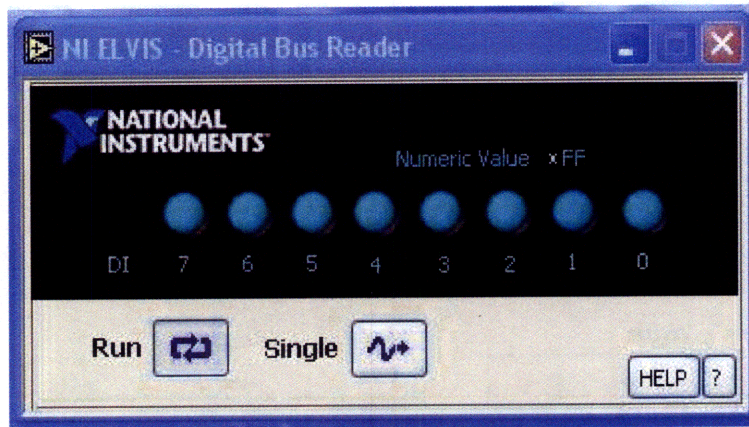 NI ELVIS - Digital Bus Reader
NATIONAL
INSTRUMENTS
Numeric Value xFF
DI 7 6 5 4 3 2 1 0
Run Single
HELP ?